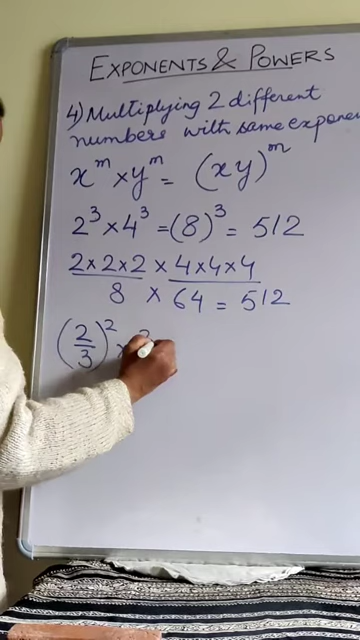 EXPONENTS & POWERS
4) Multiplying 2 different
numbers with same expone
x^m × y^m = (xy)^m
2^3 × 4^3 = (8)^3 = 512
2×2×2 × 4×4×4
8 × 64 = 512
(2/3)^2 ×